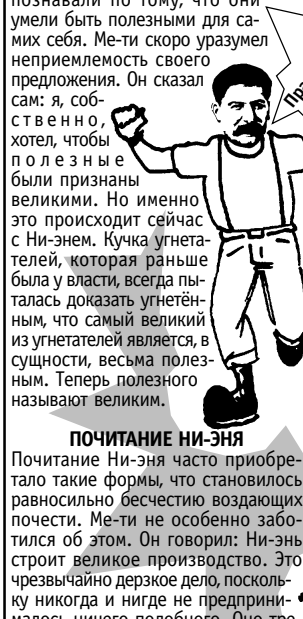 познавали по тому, что они
умели быть полезными для са-
мих себя. Ме-ти скоро уразумел
неприемлемость своего
предложения. Он сказал
сам: я, соб-
ственно,
хотел, чтобы
полезные
были признаны
великими. Но именно
это происходит сейчас
с Ни-энем. Кучка угнета-
телей, которая раньше
была у власти, всегда пы-
талась доказать угнетён-
ным, что самый великий
из угнетателей является, в
сущности, весьма полез-
ным. Теперь полезного
называют великим.
ПОЧИТАНИЕ НИ-ЭНЯ
Почитание Ни-эня часто приобре-
тало такие формы, что становилось
равносильно бесчестию воздающих
почести. Ме-ти не особенно забо-
тился об этом. Он говорил: Ни-энь
строит великое производство. Это
чрезвычайно дерзкое дело, посколь-
ку никогда и нигде не предприни-
малось ничего подобного. Оно тре-
Пра